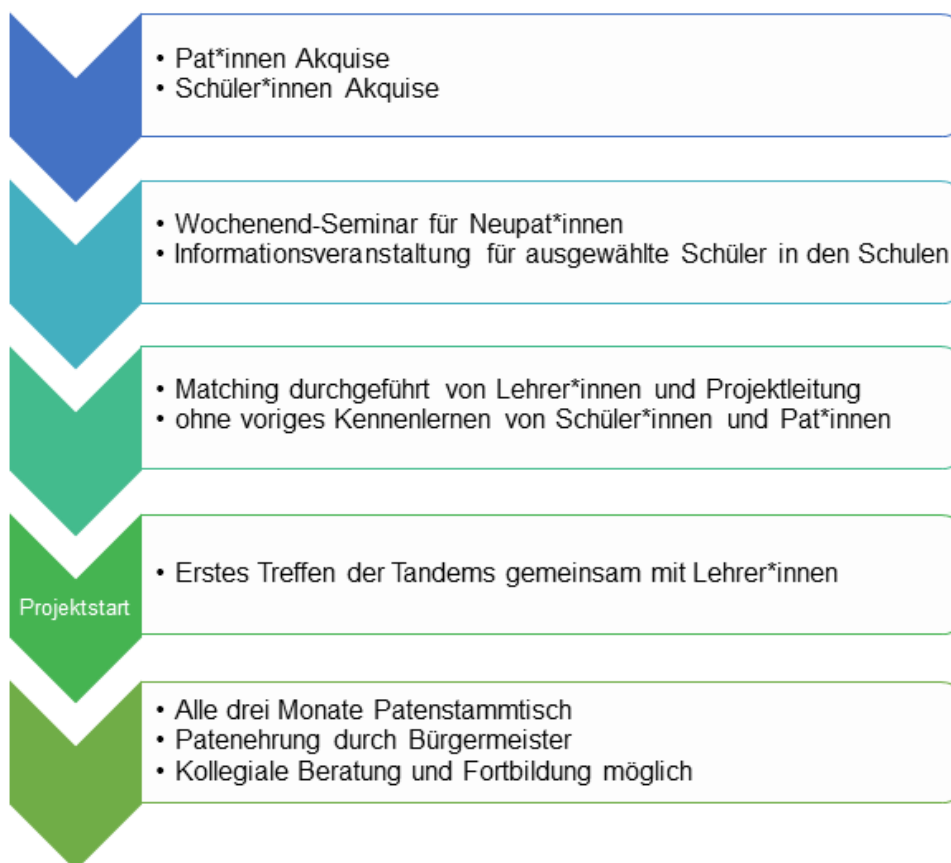 • Pat*innen Akquise
• Schüler*innen Akquise
• Wochenend-Seminar für Neupat*innen
• Informationsveranstaltung für ausgewählte Schüler in den Schulen
• Matching durchgeführt von Lehrer*innen und Projektleitung
• ohne voriges Kennenlernen von Schüler*innen und Pat*innen
Projektstart
• Erstes Treffen der Tandems gemeinsam mit Lehrer*innen
• Alle drei Monate Patenstammtisch
• Patenehrung durch Bürgermeister
• Kollegiale Beratung und Fortbildung möglich